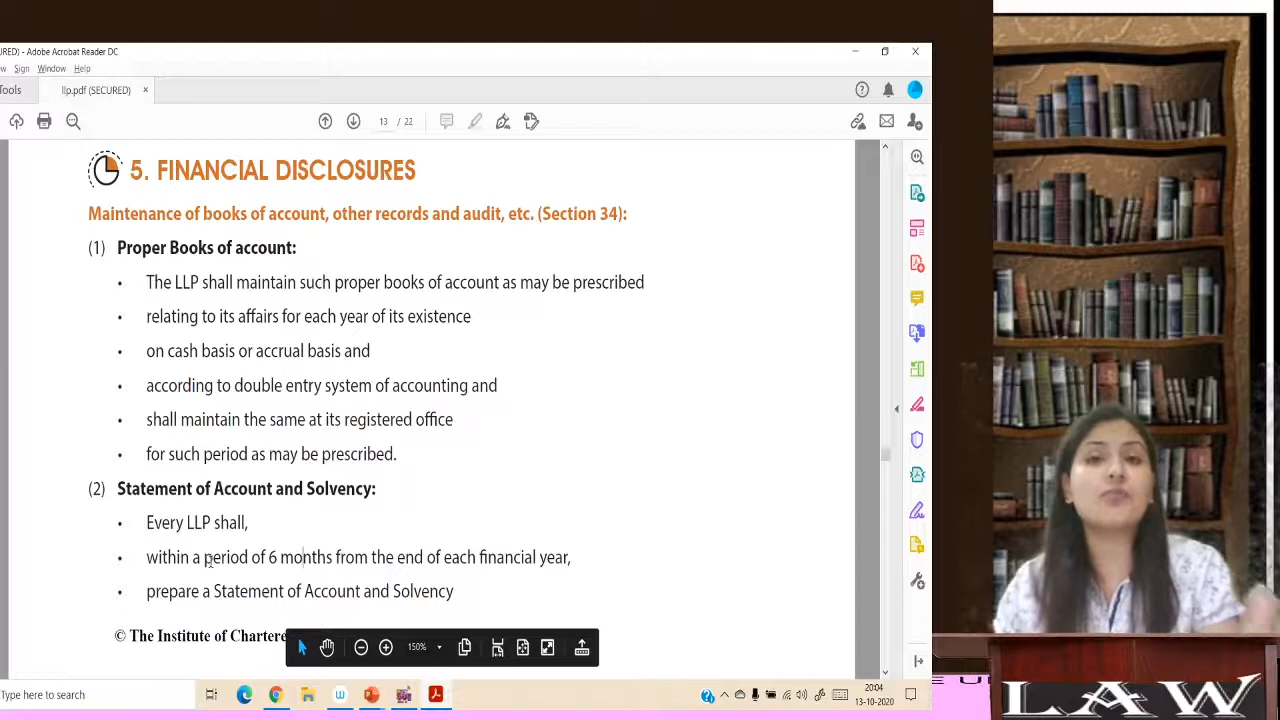 RED) - Adobe Acrobat Reader DC
w Sign Window Help
Tools llp.pdf (SECURED) ×
13 / 22
5. FINANCIAL DISCLOSURES
Maintenance of books of account, other records and audit, etc. (Section 34):
(1) Proper Books of account:
• The LLP shall maintain such proper books of account as may be prescribed
• relating to its affairs for each year of its existence
• on cash basis or accrual basis and
• according to double entry system of accounting and
• shall maintain the same at its registered office
• for such period as may be prescribed.
(2) Statement of Account and Solvency:
• Every LLP shall,
• within a period of 6 months from the end of each financial year,
• prepare a Statement of Account and Solvency
© The Institute of Chartere
150%
Type here to search
20:04
13-10-2020
LAW